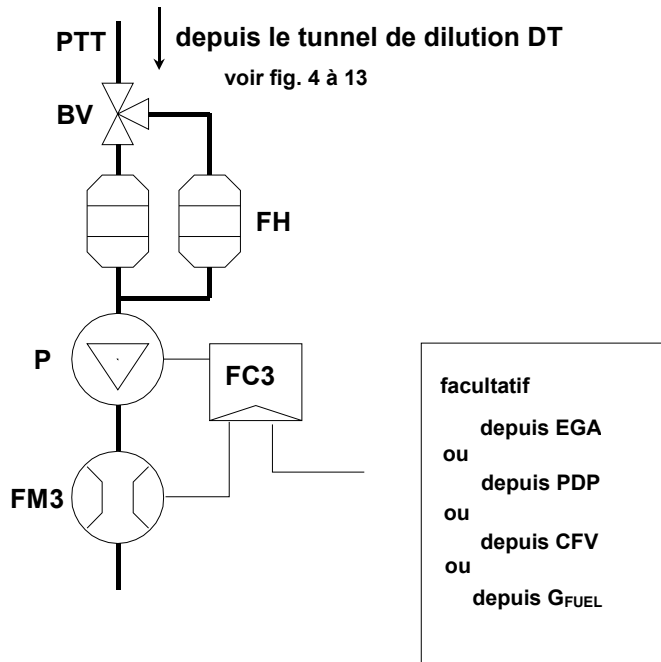 PTT
depuis le tunnel de dilution DT
voir fig. 4 à 13
BV
FH
P
FC3
FM3
facultatif
depuis EGA
ou
depuis PDP
ou
depuis CFV
ou
depuis GFUEL